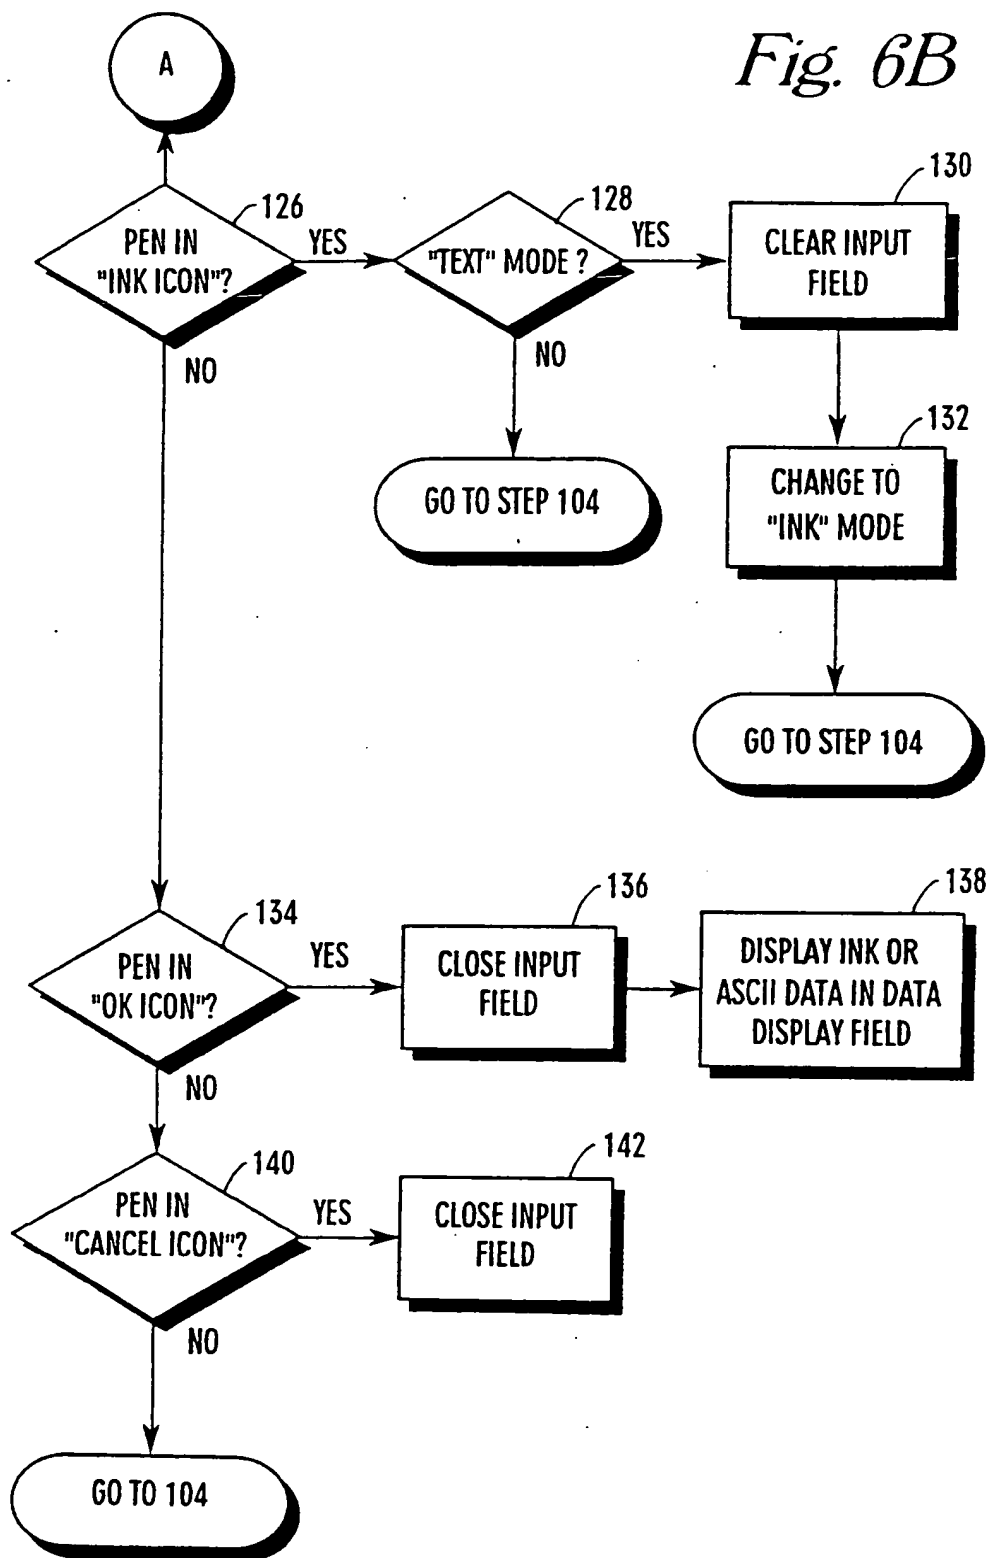 Fig. 6B
A
126
PEN IN
"INK ICON"?
YES
NO
128
"TEXT" MODE ?
YES
NO
130
CLEAR INPUT
FIELD
132
CHANGE TO
"INK" MODE
GO TO STEP 104
GO TO STEP 104
134
PEN IN
"OK ICON"?
YES
NO
136
CLOSE INPUT
FIELD
138
DISPLAY INK OR
ASCII DATA IN DATA
DISPLAY FIELD
140
PEN IN
"CANCEL ICON"?
YES
NO
142
CLOSE INPUT
FIELD
GO TO 104